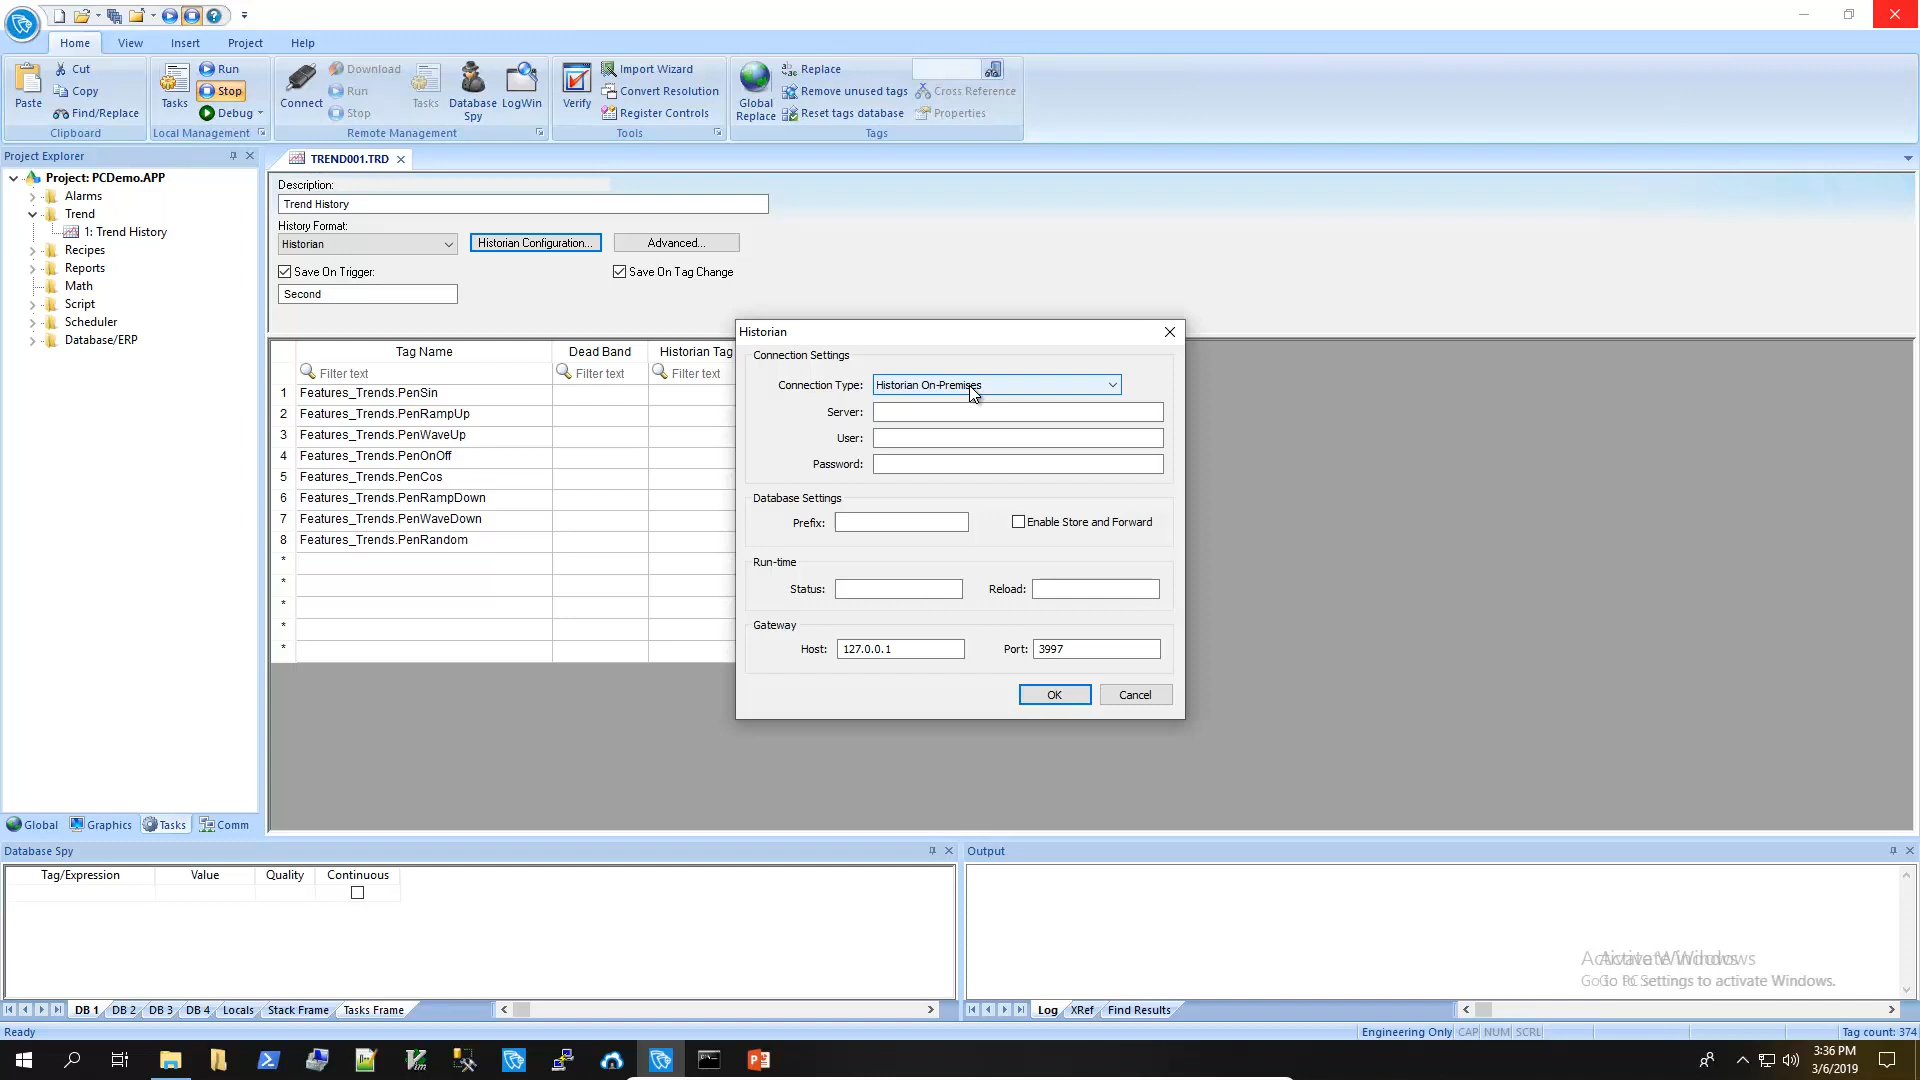 Home View Insert Project Help
Paste Cut Copy Find/Replace Clipboard
Tasks Run Stop Debug Local Management
Connect Download Run Stop Tasks Database Spy LogWin Remote Management
Verify Import Wizard Convert Resolution Register Controls Tools
Global Replace Replace Remove unused tags Reset tags database Cross Reference Properties Tags
Project Explorer
Project: PCDemo.APP
Alarms
Trend
1: Trend History
Recipes
Reports
Math
Script
Scheduler
Database/ERP
Global Graphics Tasks Comm
TREND001.TRD
Description:
Trend History
History Format:
Historian Historian Configuration... Advanced...
Save On Trigger: Save On Tag Change
Second
Tag Name Dead Band Historian Tag
Filter text Filter text Filter text
1 Features_Trends.PenSin
2 Features_Trends.PenRampUp
3 Features_Trends.PenWaveUp
4 Features_Trends.PenOnOff
5 Features_Trends.PenCos
6 Features_Trends.PenRampDown
7 Features_Trends.PenWaveDown
8 Features_Trends.PenRandom
*
*
*
*
*
Historian
Connection Settings
Connection Type: Historian On-Premises
Server:
User:
Password:
Database Settings
Prefix: Enable Store and Forward
Run-time
Status: Reload:
Gateway
Host: 127.0.0.1 Port: 3997
OK Cancel
Database Spy
Tag/Expression Value Quality Continuous
DB 1 DB 2 DB 3 DB 4 Locals Stack Frame Tasks Frame
Output
Activate Windows
Go to PC Settings to activate Windows.
Log XRef Find Results
Ready Engineering Only CAP NUM SCRL Tag count: 374
3:36 PM
3/6/2019